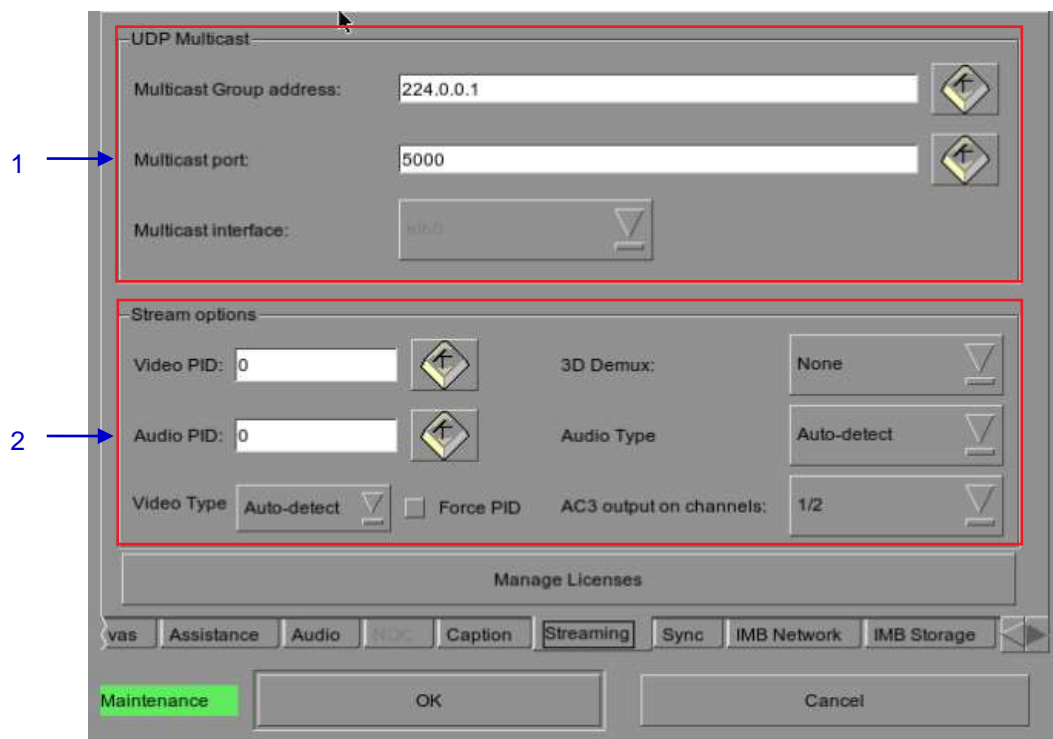 UDP Multicast
Multicast Group address: 224.0.0.1
1
Multicast port: 5000
Multicast interface: eth0
Stream options
Video PID: 0 3D Demux: None
2
Audio PID: 0 Audio Type Auto-detect
Video Type Auto-detect Force PID AC3 output on channels: 1/2
Manage Licenses
vas Assistance Audio NOC Caption Streaming Sync IMB Network IMB Storage
Maintenance OK Cancel